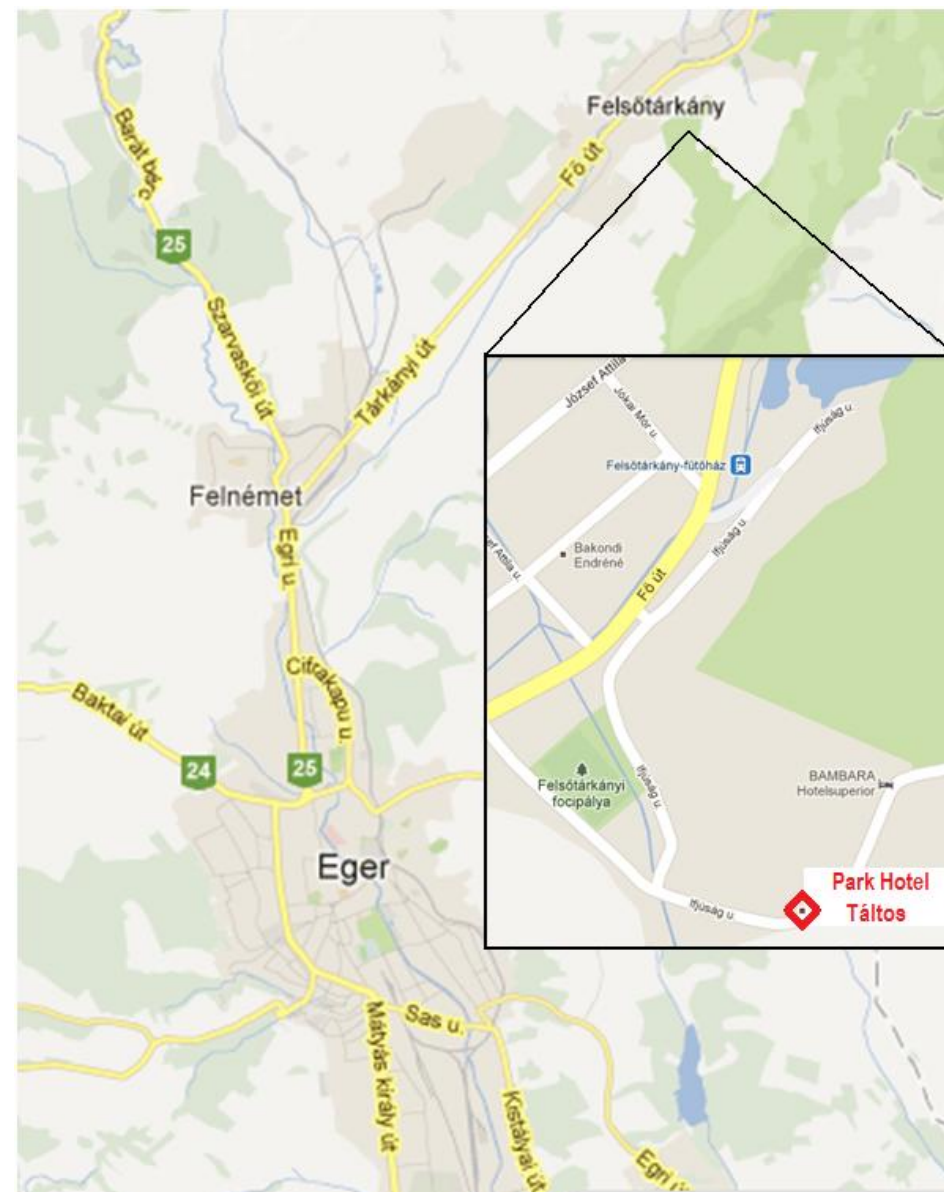 Felsőtárkány
Barát bérc
Fő út
25
Szarvaskői út
Tárkányi út
Felnémet
Egri u.
Cifrakapu u.
Baktai út
24
25
Eger
Sas u.
Mátyás király út
Kistályai út
Egri út
József Attila
Jókai Mór u.
Ifjúság u.
Felsőtárkány-fűtőház
Ifjúság u.
Bakondi
Endréné
ef Attila u.
Fő út
Ifjúság u.
Felsőtárkányi
focipálya
BAMBARA
Hotelsuperior
Ifjúság u.
Park Hotel
Táltos